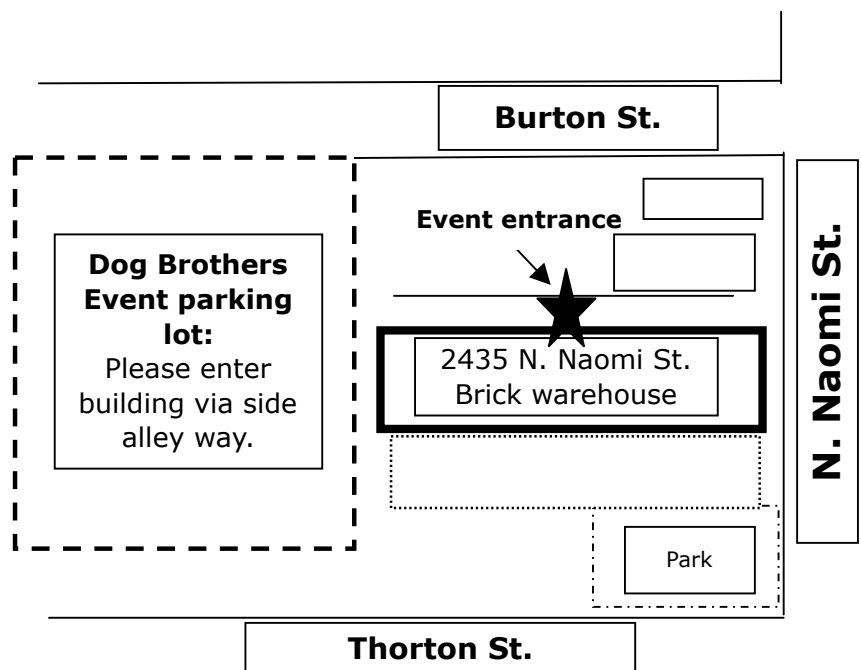 Burton St.
Event entrance
Dog Brothers
Event parking
lot:
Please enter
building via side
alley way.
2435 N. Naomi St.
Brick warehouse
N. Naomi St.
Park
Thorton St.